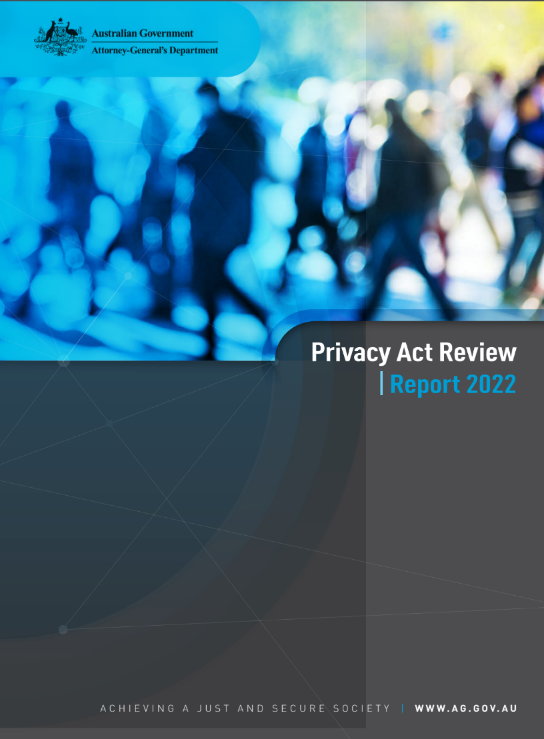 Australian Government
Attorney-General's Department
Privacy Act Review
Report 2022
ACHIEVING A JUST AND SECURE SOCIETY | WWW.AG.GOV.AU